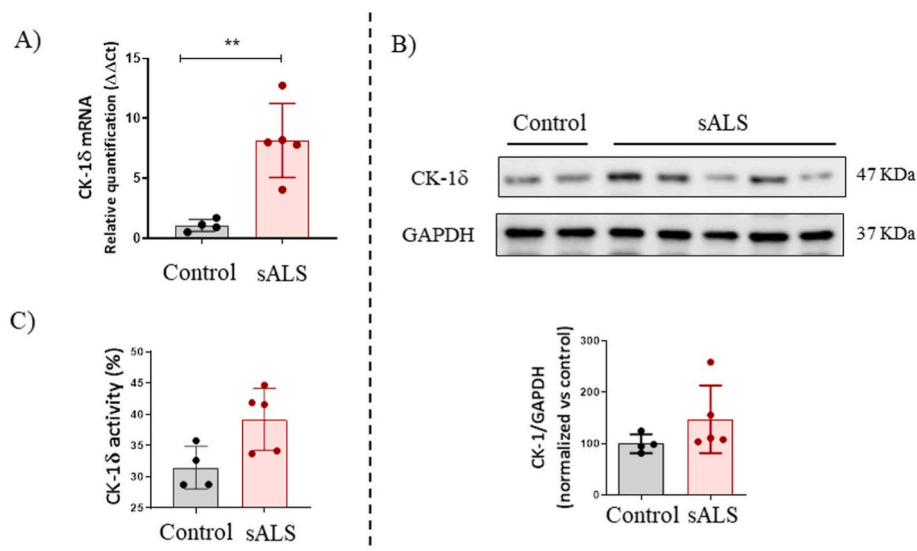 A)
**
CK-1δ mRNA
Relative quantification (ΔΔCt)
15
10
5
0
Control sALS
B)
Control sALS
CK-1δ 47 KDa
GAPDH 37 KDa
C)
CK-1δ activity (%)
50
45
40
35
30
25
Control sALS
CK-1/GAPDH
(normalized vs control)
300
200
100
0
Control sALS